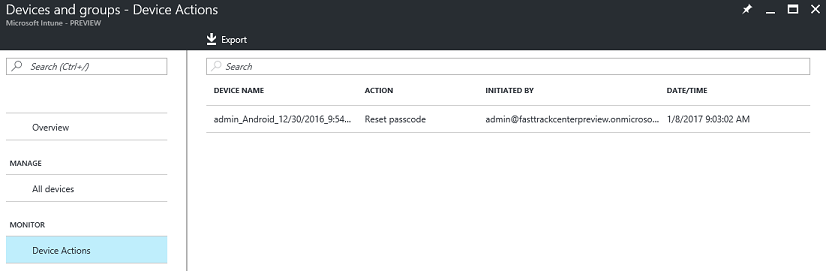 Devices and groups - Device Actions
Microsoft Intune - PREVIEW
Export
Search (Ctrl+/)
Search
DEVICE NAME ACTION INITIATED BY DATE/TIME
admin_Android_12/30/2016_9:54... Reset passcode admin@fasttrackcenterpreview.onmicroso... 1/8/2017 9:03:02 AM
Overview
MANAGE
All devices
MONITOR
Device Actions